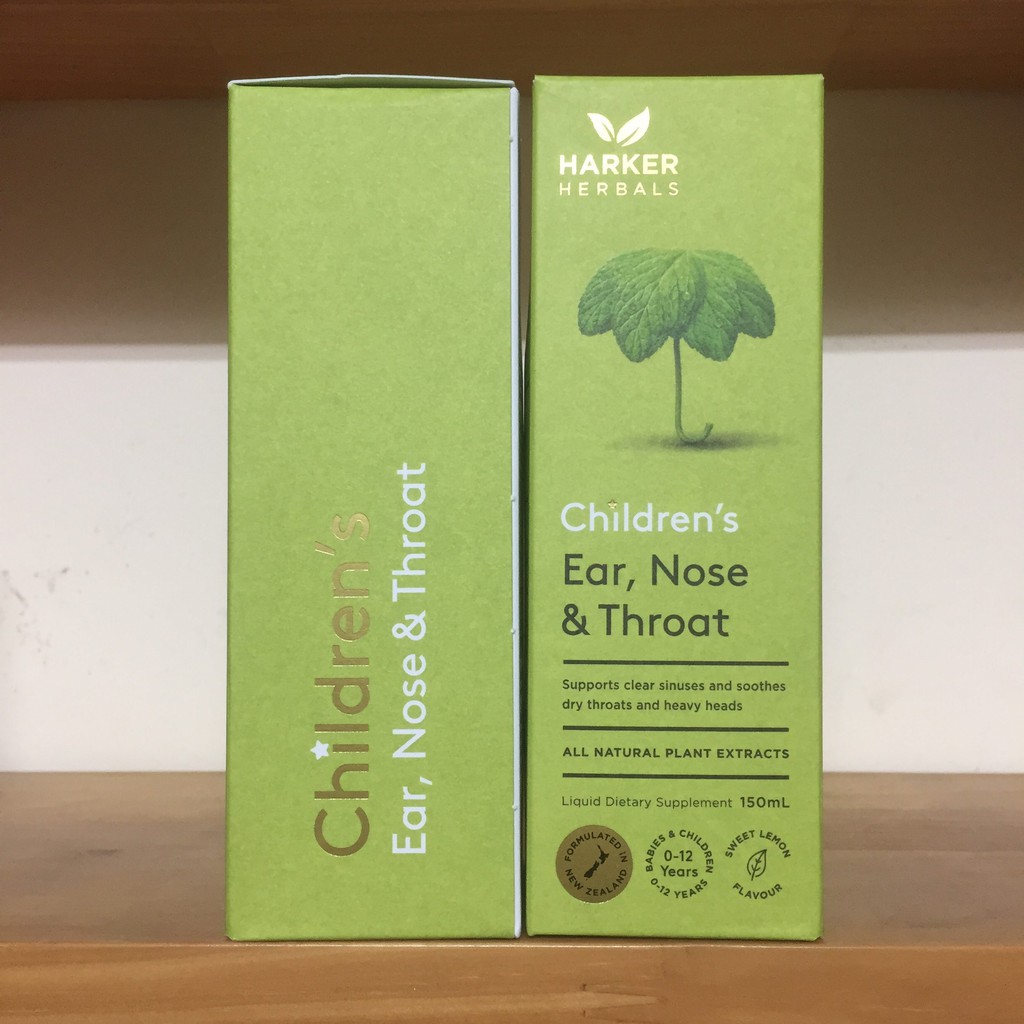 Children's
Ear, Nose & Throat
HARKER
HERBALS
Children's
Ear, Nose
& Throat
Supports clear sinuses and soothes
dry throats and heavy heads
ALL NATURAL PLANT EXTRACTS
Liquid Dietary Supplement 150mL
FORMULATED IN
NEW ZEALAND
BABIES & CHILDREN
0-12
Years
0-12 YEARS
SWEET LEMON
FLAVOUR